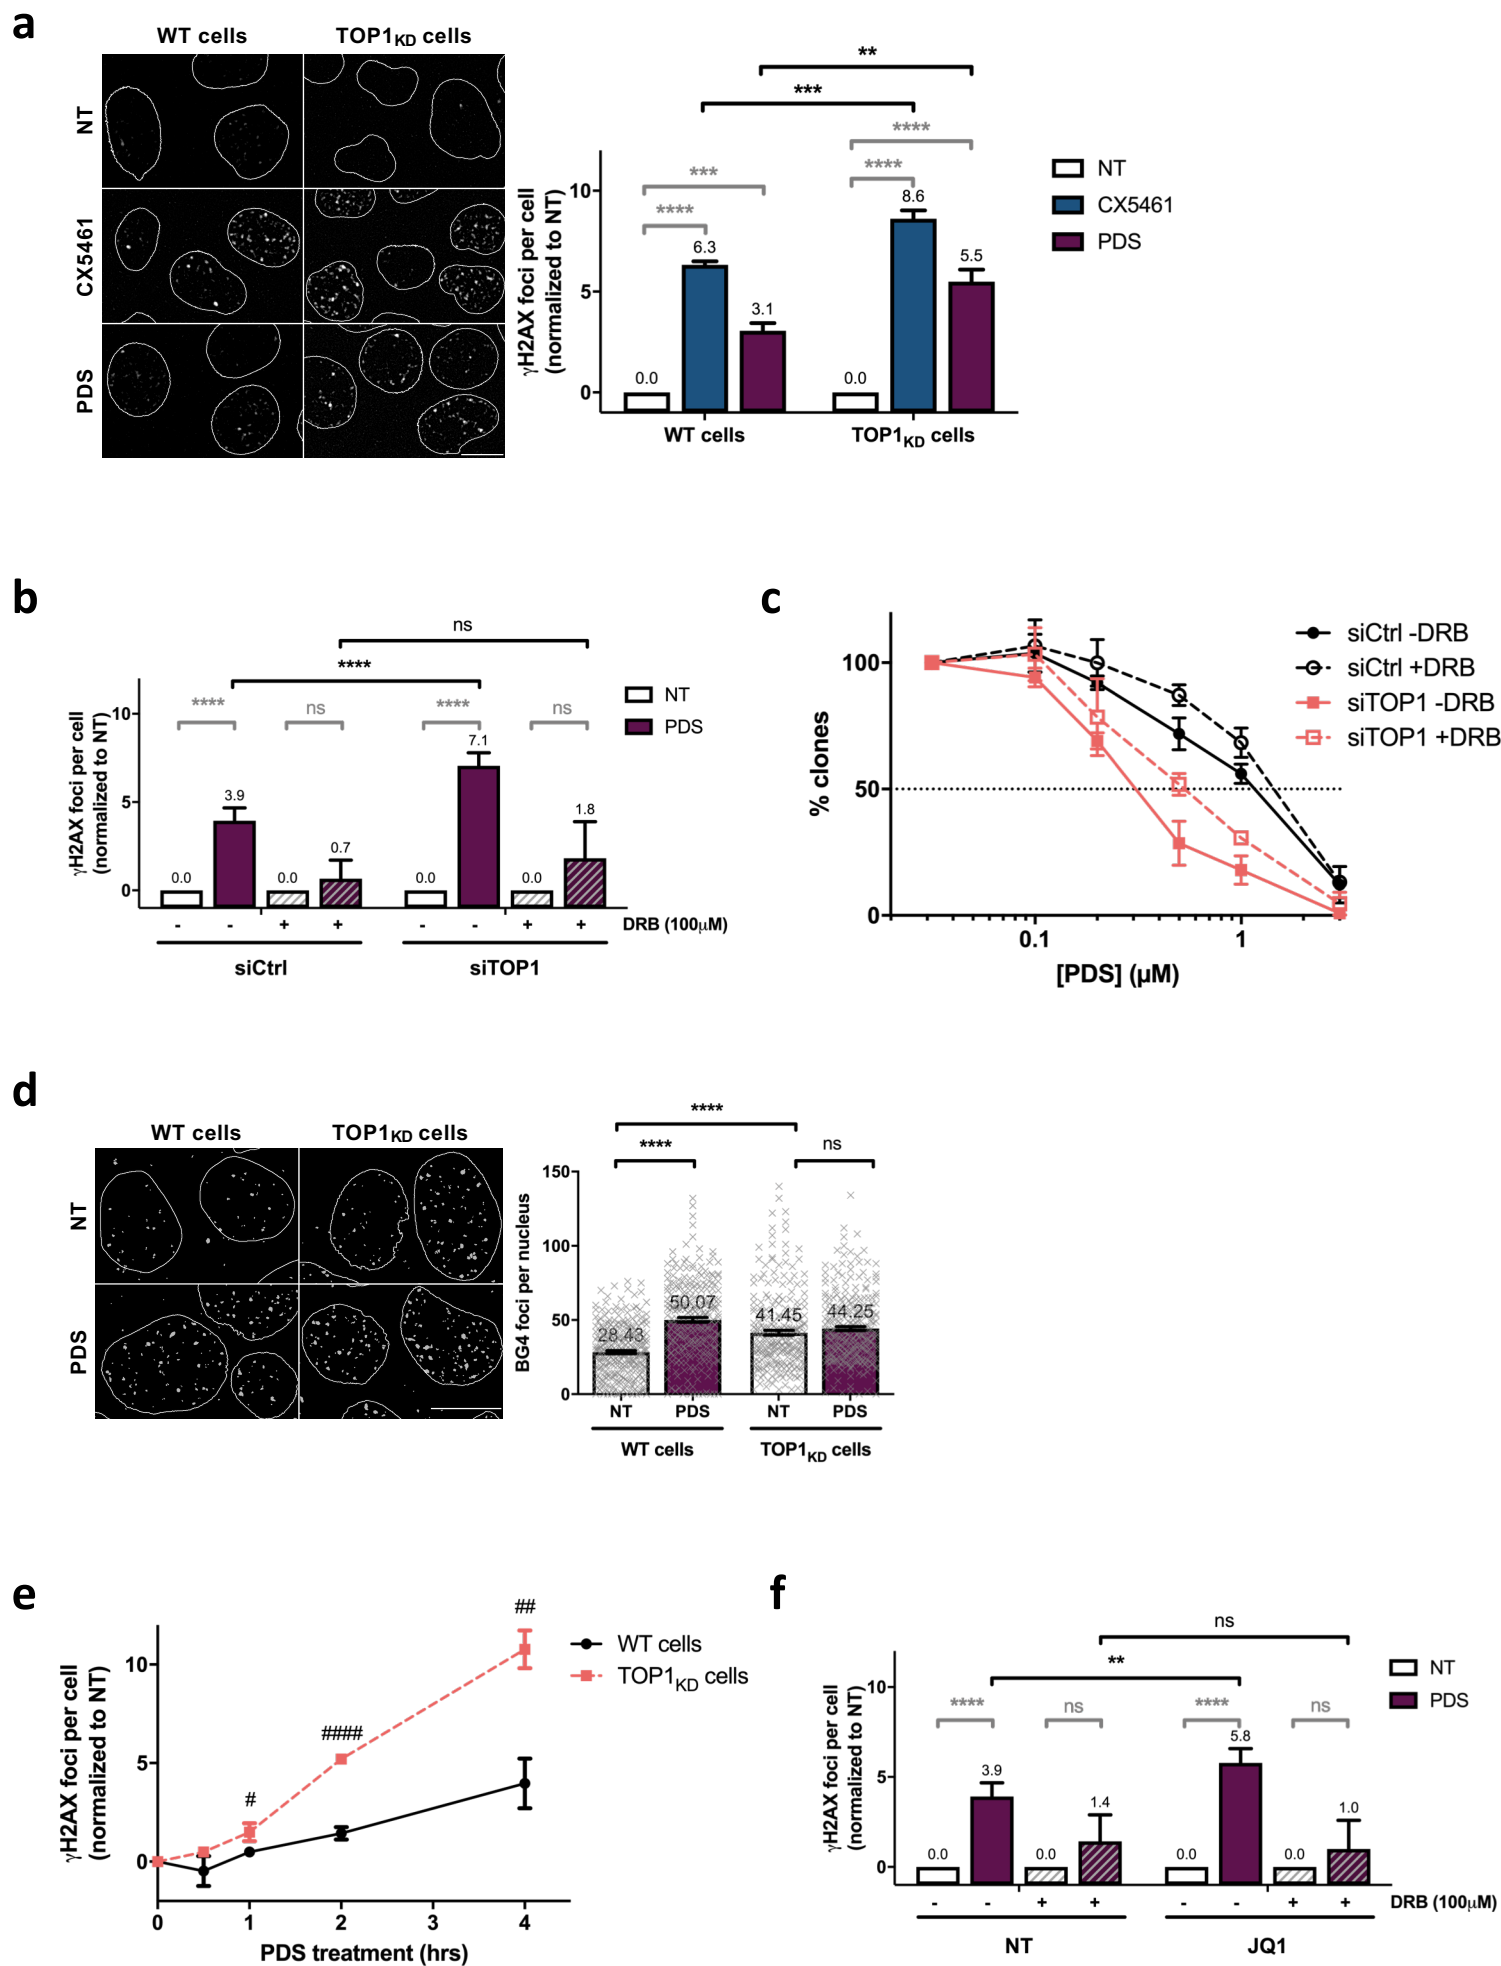 a
WT cells
TOP1KD cells
NT
CX5461
PDS
γH2AX foci per cell
(normalized to NT)
10
5
0
**
***
****
***
****
****
0.0
6.3
3.1
0.0
8.6
5.5
WT cells
TOP1KD cells
NT
CX5461
PDS
b
γH2AX foci per cell
(normalized to NT)
10
5
0
ns
****
****
ns
****
ns
0.0
3.9
0.0
0.7
0.0
7.1
0.0
1.8
- - + + - - + + DRB (100μM)
siCtrl
siTOP1
NT
PDS
c
% clones
100
50
0
0.1
1
[PDS] (μM)
siCtrl -DRB
siCtrl +DRB
siTOP1 -DRB
siTOP1 +DRB
d
WT cells
TOP1KD cells
NT
PDS
BG4 foci per nucleus
150
100
50
0
****
****
ns
28.43
50.07
41.45
44.25
NT PDS NT PDS
WT cells
TOP1KD cells
e
γH2AX foci per cell
(normalized to NT)
10
5
0
#
####
##
0 1 2 3 4
PDS treatment (hrs)
WT cells
TOP1KD cells
f
γH2AX foci per cell
(normalized to NT)
10
5
0
ns
**
****
ns
****
ns
0.0
3.9
0.0
1.4
0.0
5.8
0.0
1.0
- - + + - - + + DRB (100μM)
NT
JQ1
NT
PDS